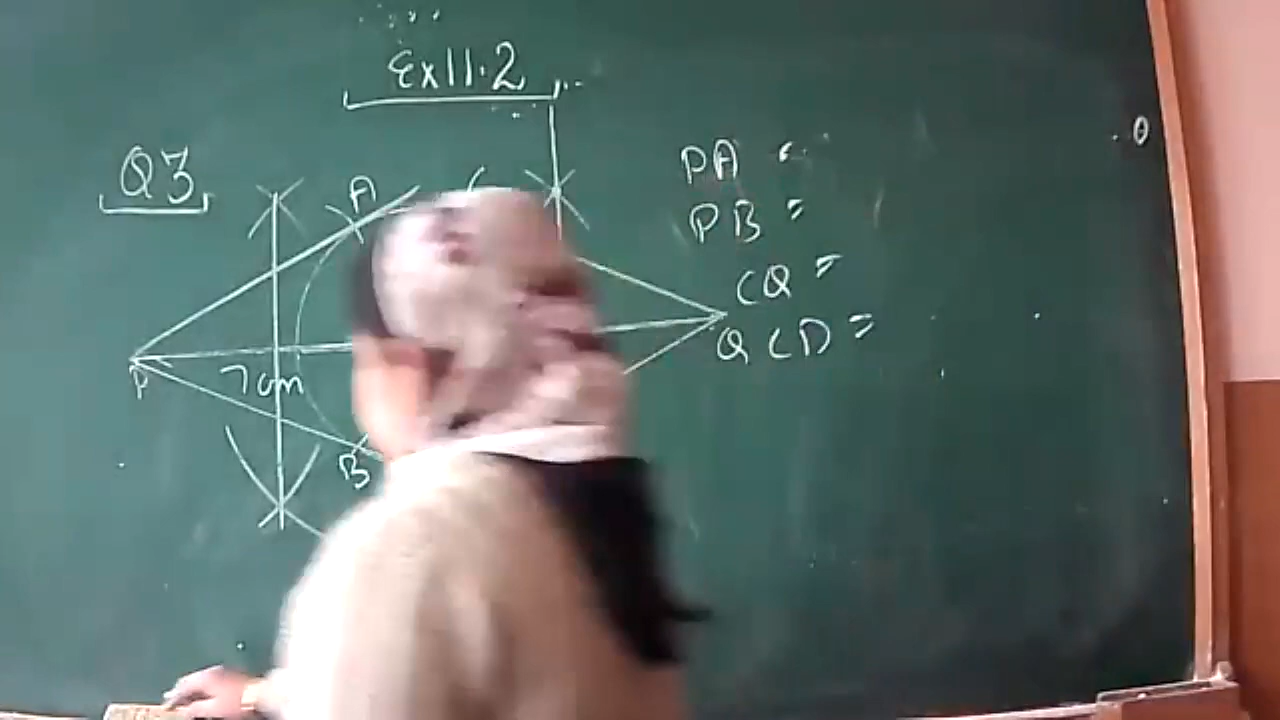 Ex 11.2
Q3
A
P
7cm
B
PA =
PB =
CQ =
QCD =